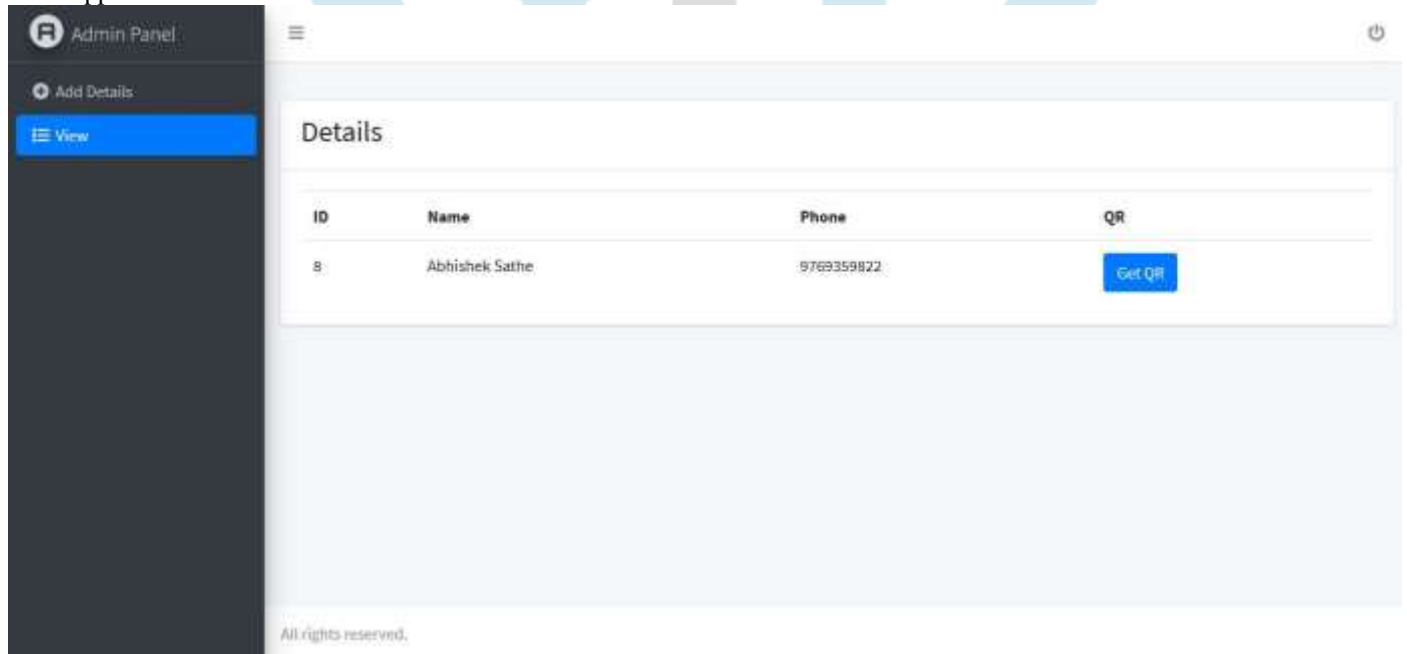 Admin Panel
Add Details
View
Details
ID Name Phone QR
8 Abhishek Sathe 9769359822 Get QR
All rights reserved.